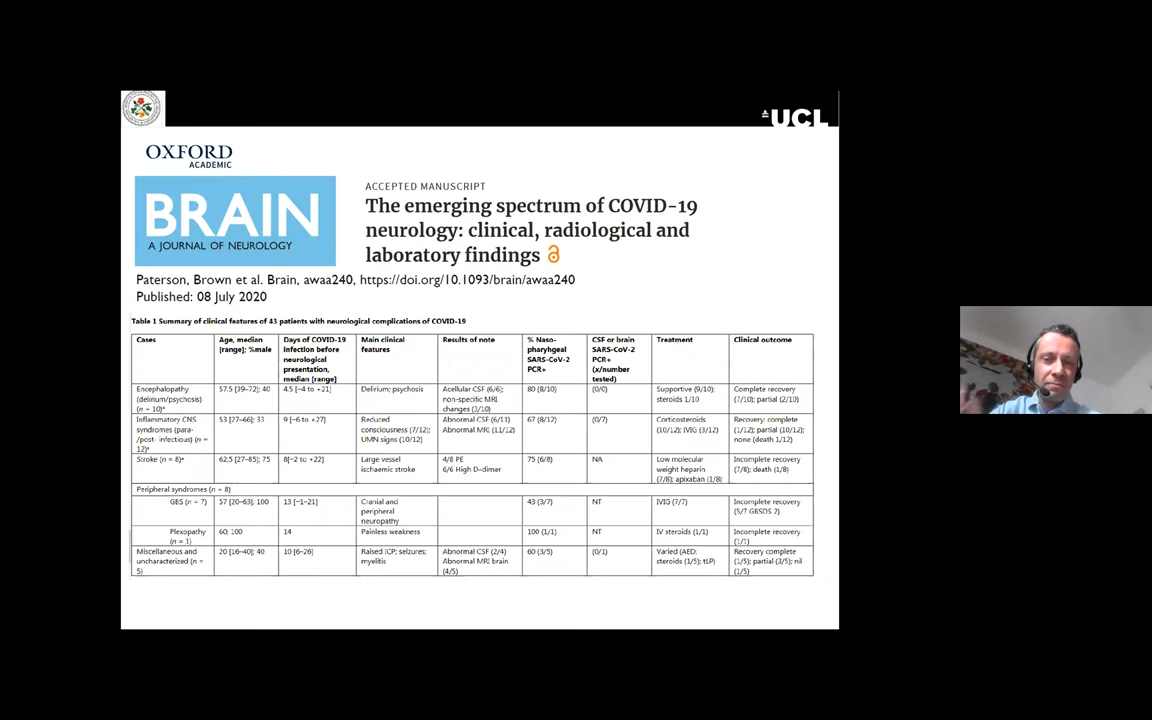 UCL
OXFORD
ACADEMIC
BRAIN
A JOURNAL OF NEUROLOGY
ACCEPTED MANUSCRIPT
The emerging spectrum of COVID-19
neurology: clinical, radiological and
laboratory findings
Paterson, Brown et al. Brain, awaa240, https://doi.org/10.1093/brain/awaa240
Published: 08 July 2020
Table 1 Summary of clinical features of 43 patients with neurological complications of COVID-19
Cases
Age, median
[range]; %male
Days of COVID-19
infection before
neurological
presentation,
median [range]
Main clinical
features
Results of note
% Naso-
pharyhgeal
SARS-CoV-2
PCR+
CSF or brain
SARS-CoV-2
PCR+
(x/number
tested)
Treatment
Clinical outcome
Encephalopathy
(delirium/psychosis)
(n = 10)
57.5 [39–72]; 40
4.5 [−4 to +21]
Delirium; psychosis
Acellular CSF (6/6);
non-specific MRI
changes (3/10)
80 (8/10)
(0/0)
Supportive (9/10);
steroids 1/10
Complete recovery
(7/10); partial (2/10)
Inflammatory CNS
syndromes (para-
/post- infectious) (n =
12)
53 [27–66]; 33
9 [−6 to +27]
Reduced
consciousness (7/12);
UMN signs (10/12)
Abnormal CSF (6/11)
Abnormal MRI (11/12)
67 (8/12)
(0/7)
Corticosteroids
(10/12); IVIG (3/12)
Recovery: complete
(1/12); partial (10/12);
none (death 1/12)
Stroke (n = 8)
62.5 [27–85]; 75
8[−2 to +22]
Large vessel
ischaemic stroke
4/8 PE
6/6 High D-dimer
75 (6/8)
NA
Low molecular
weight heparin
(7/8); apixaban (1/8)
Incomplete recovery
(7/8); death (1/8)
Peripheral syndromes (n = 8)
GBS (n = 7)
57 [20–63]; 100
13 [−1–21]
Cranial and
peripheral
neuropathy
43 (3/7)
NT
IVIG (7/7)
Incomplete recovery
(5/7 GBSDS 2)
Plexopathy
(n = 1)
60; 100
14
Painless weakness
100 (1/1)
NT
IV steroids (1/1)
Incomplete recovery
(1/1)
Miscellaneous and
uncharacterized (n =
5)
20 [16–40]; 40
10 [6–26]
Raised ICP; seizures;
myelitis
Abnormal CSF (2/4)
Abnormal MRI brain
(4/5)
60 (3/5)
(0/1)
Varied (AED;
steroids (1/5); tLP)
Recovery complete
(1/5); partial (3/5); nil
(1/5)